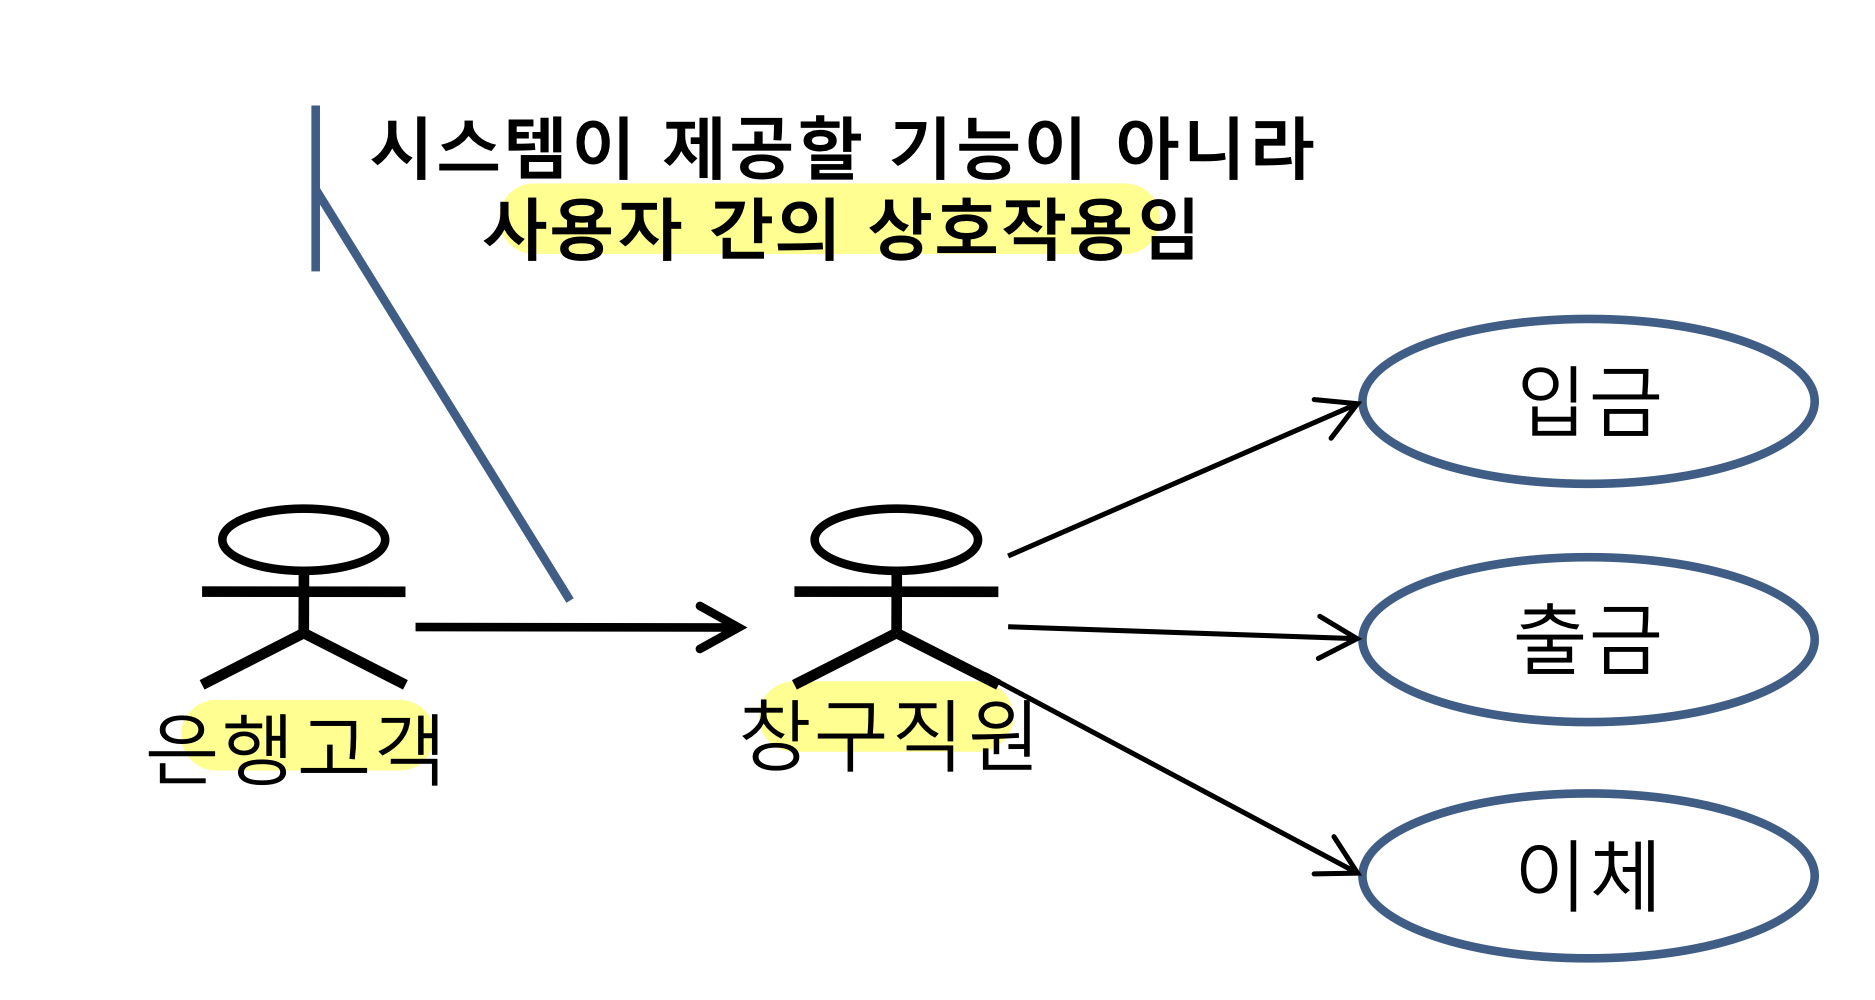 시스템이 제공할 기능이 아니라
사용자 간의 상호작용임
입금
출금
은행고객
창구직원
이체